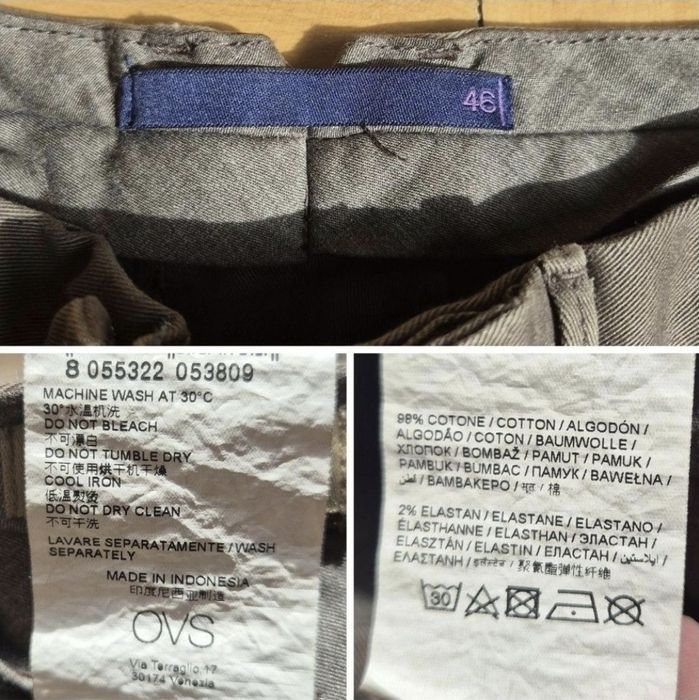 46
8 055322 053809
MACHINE WASH AT 30°C
30°水温机洗
DO NOT BLEACH
不可漂白
DO NOT TUMBLE DRY
不可使用烘干机干燥
COOL IRON
低温熨烫
DO NOT DRY CLEAN
不可干洗
LAVARE SEPARATAMENTE / WASH
SEPARATELY
MADE IN INDONESIA
印度尼西亚制造
OVS
Via Terraglio, 17
30174 Venezia
98% COTONE / COTTON / ALGODÓN /
ALGODÃO / COTON / BAUMWOLLE /
ХЛОПОК / BOMBAŽ / PAMUT / PAMUK /
PAMBUK / BUMBAC / ПАМУК / BAWEŁNA /
قطن / ΒΑΜΒΑΚΕΡΟ / / 棉
2% ELASTAN / ELASTANE / ELASTANO /
ÉLASTHANNE / ELASTHAN / ЭЛАСТАН /
ELASZTÁN / ELASTIN / ЕЛАСТАН / ايلاستين /
ΕΛΑΣΤΑΝΗ / / 聚氨酯弹性纤维
30